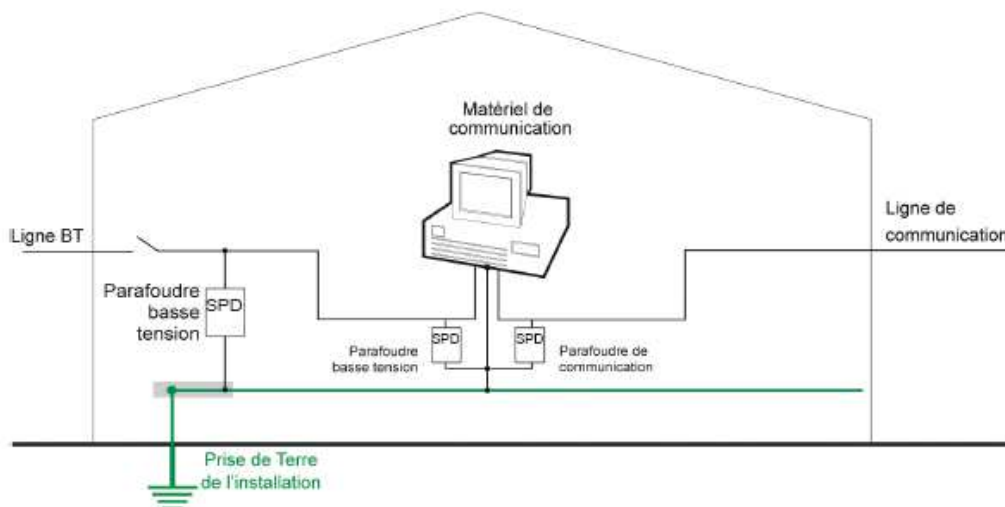 Matériel de
communication
Ligne BT
Ligne de
communication
Parafoudre
basse
tension
SPD
SPD
SPD
Parafoudre
basse tension
Parafoudre de
communication
Prise de Terre
de l'installation